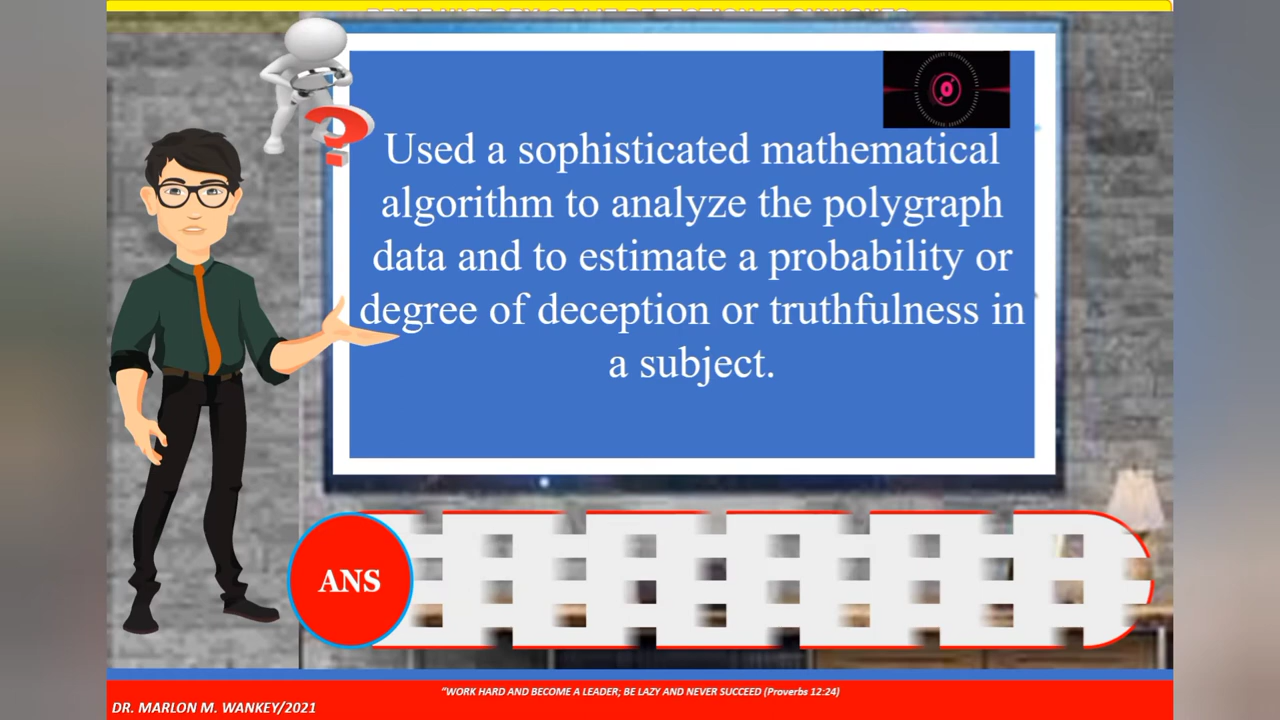 Used a sophisticated mathematical
algorithm to analyze the polygraph
data and to estimate a probability or
degree of deception or truthfulness in
a subject.
?
ANS
"WORK HARD AND BECOME A LEADER; BE LAZY AND NEVER SUCCEED (Proverbs 12:24)
DR. MARLON M. WANKEY/2021